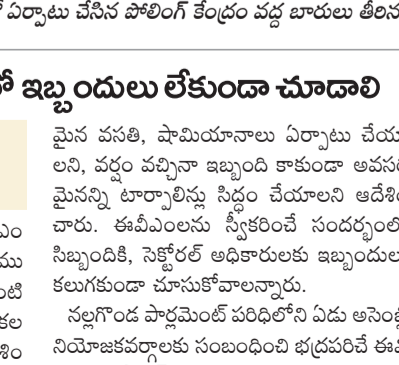 ఏర్పాటు చేసిన పోలింగ్ కేంద్రం వద్ద బారులు తీరిన
ఇబ్బందులు లేకుండా చూడాలి
మైన వసతి, షామియానాలు ఏర్పాటు చేయ
లని, వర్షం వచ్చినా ఇబ్బంది కాకుండా అవస
మైనన్ని టార్పాలిన్లు సిద్ధం చేయాలని ఆదేశిం
చారు. ఈవీఎంలను స్వీకరించే సందర్భంలో
సిబ్బందికి, సెక్టోరల్ అధికారులకు ఇబ్బందుల
కలుగకుండా చూసుకోవాలన్నారు.
నల్లగొండ పార్లమెంట్ పరిధిలోని ఏడు అసెంబ్లీ
నియోజకవర్గాలకు సంబంధించి భద్రపరిచే ఈవ